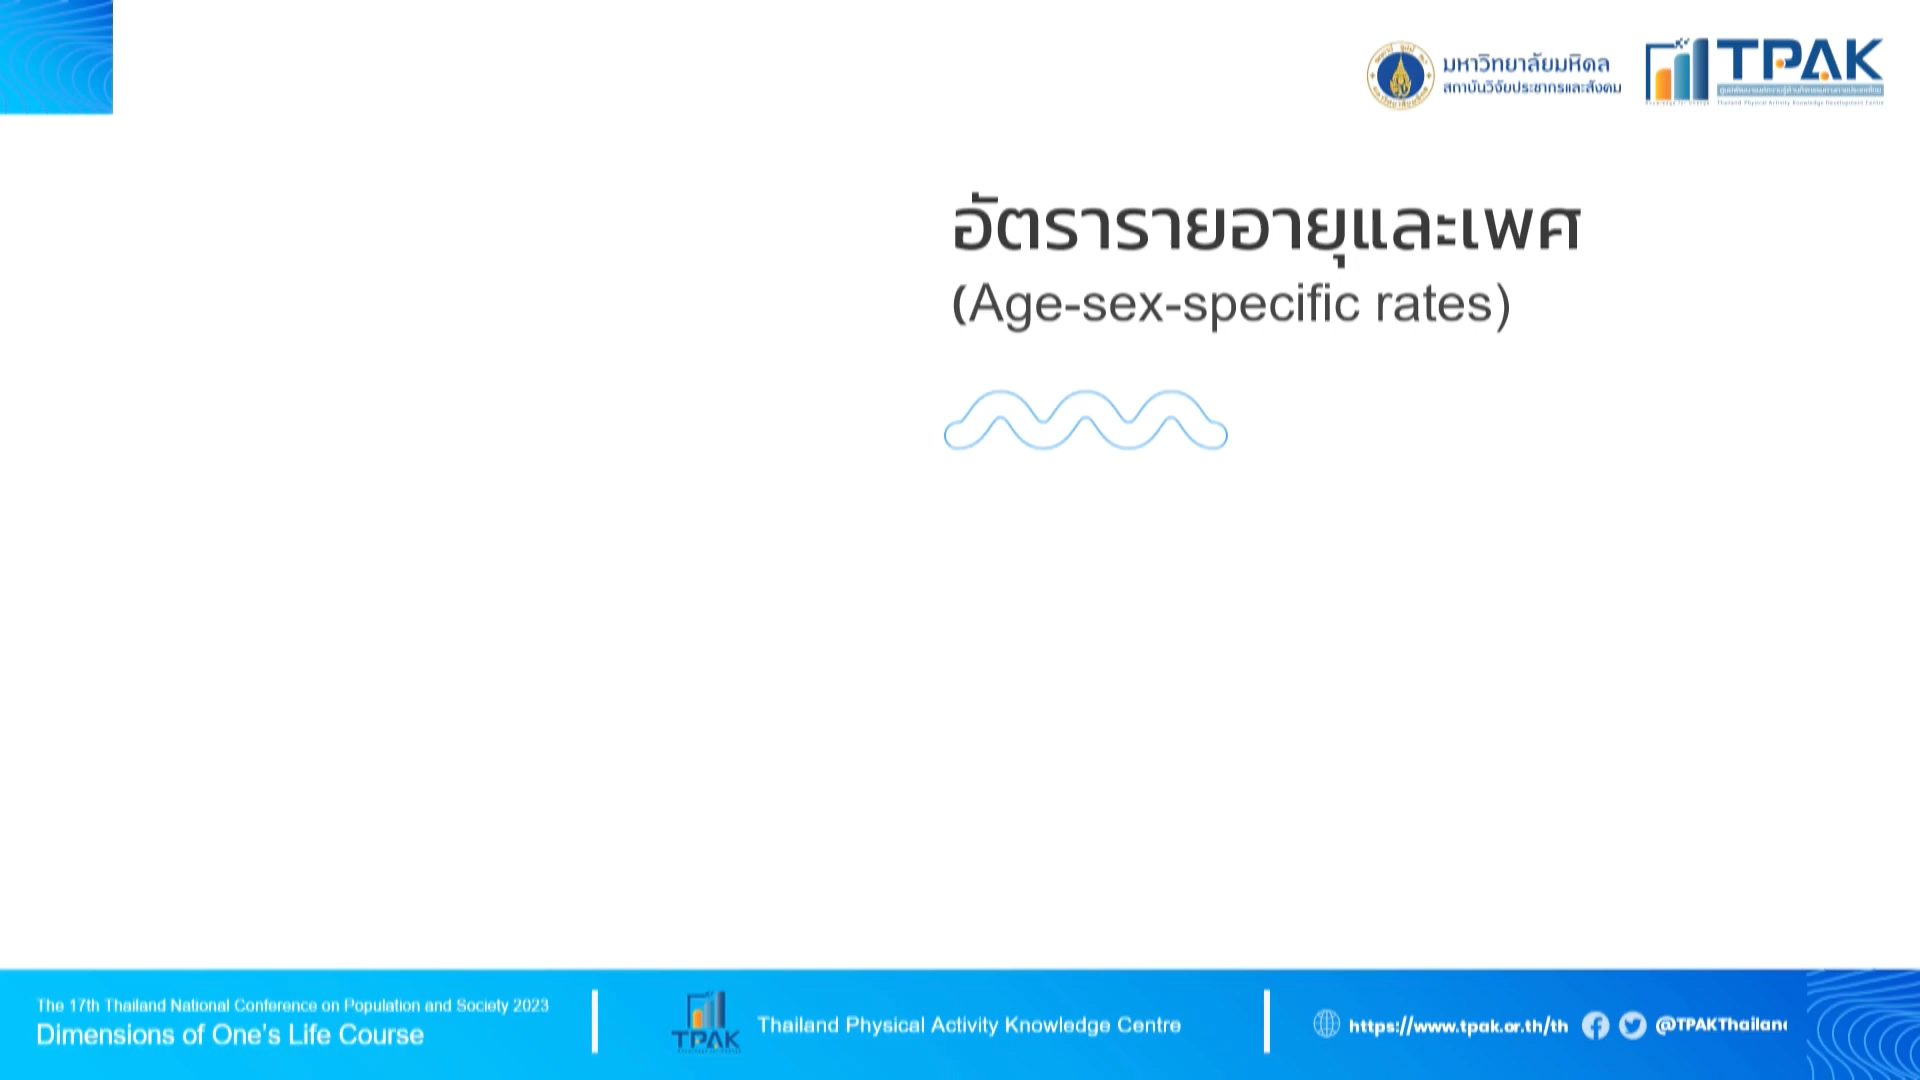 มหาวิทยาลัยมหิดล
สถาบันวิจัยประชากรและสังคม
TPAK
Thailand Physical Activity Knowledge Development Centre
อัตรารายอายุและเพศ
(Age-sex-specific rates)
The 17th Thailand National Conference on Population and Society 2023
Dimensions of One's Life Course
TPAK
Thailand Physical Activity Knowledge Centre
https://www.tpak.or.th/th
@TPAKThailand